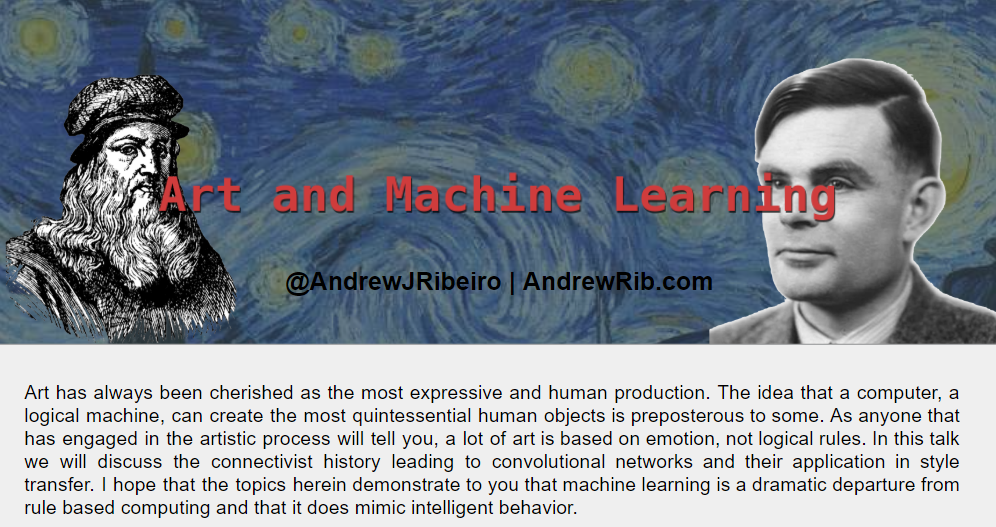 Art and Machine Learning
@AndrewJRibeiro | AndrewRib.com
Art has always been cherished as the most expressive and human production. The idea that a computer, a
logical machine, can create the most quintessential human objects is preposterous to some. As anyone that
has engaged in the artistic process will tell you, a lot of art is based on emotion, not logical rules. In this talk
we will discuss the connectivist history leading to convolutional networks and their application in style
transfer. I hope that the topics herein demonstrate to you that machine learning is a dramatic departure from
rule based computing and that it does mimic intelligent behavior.